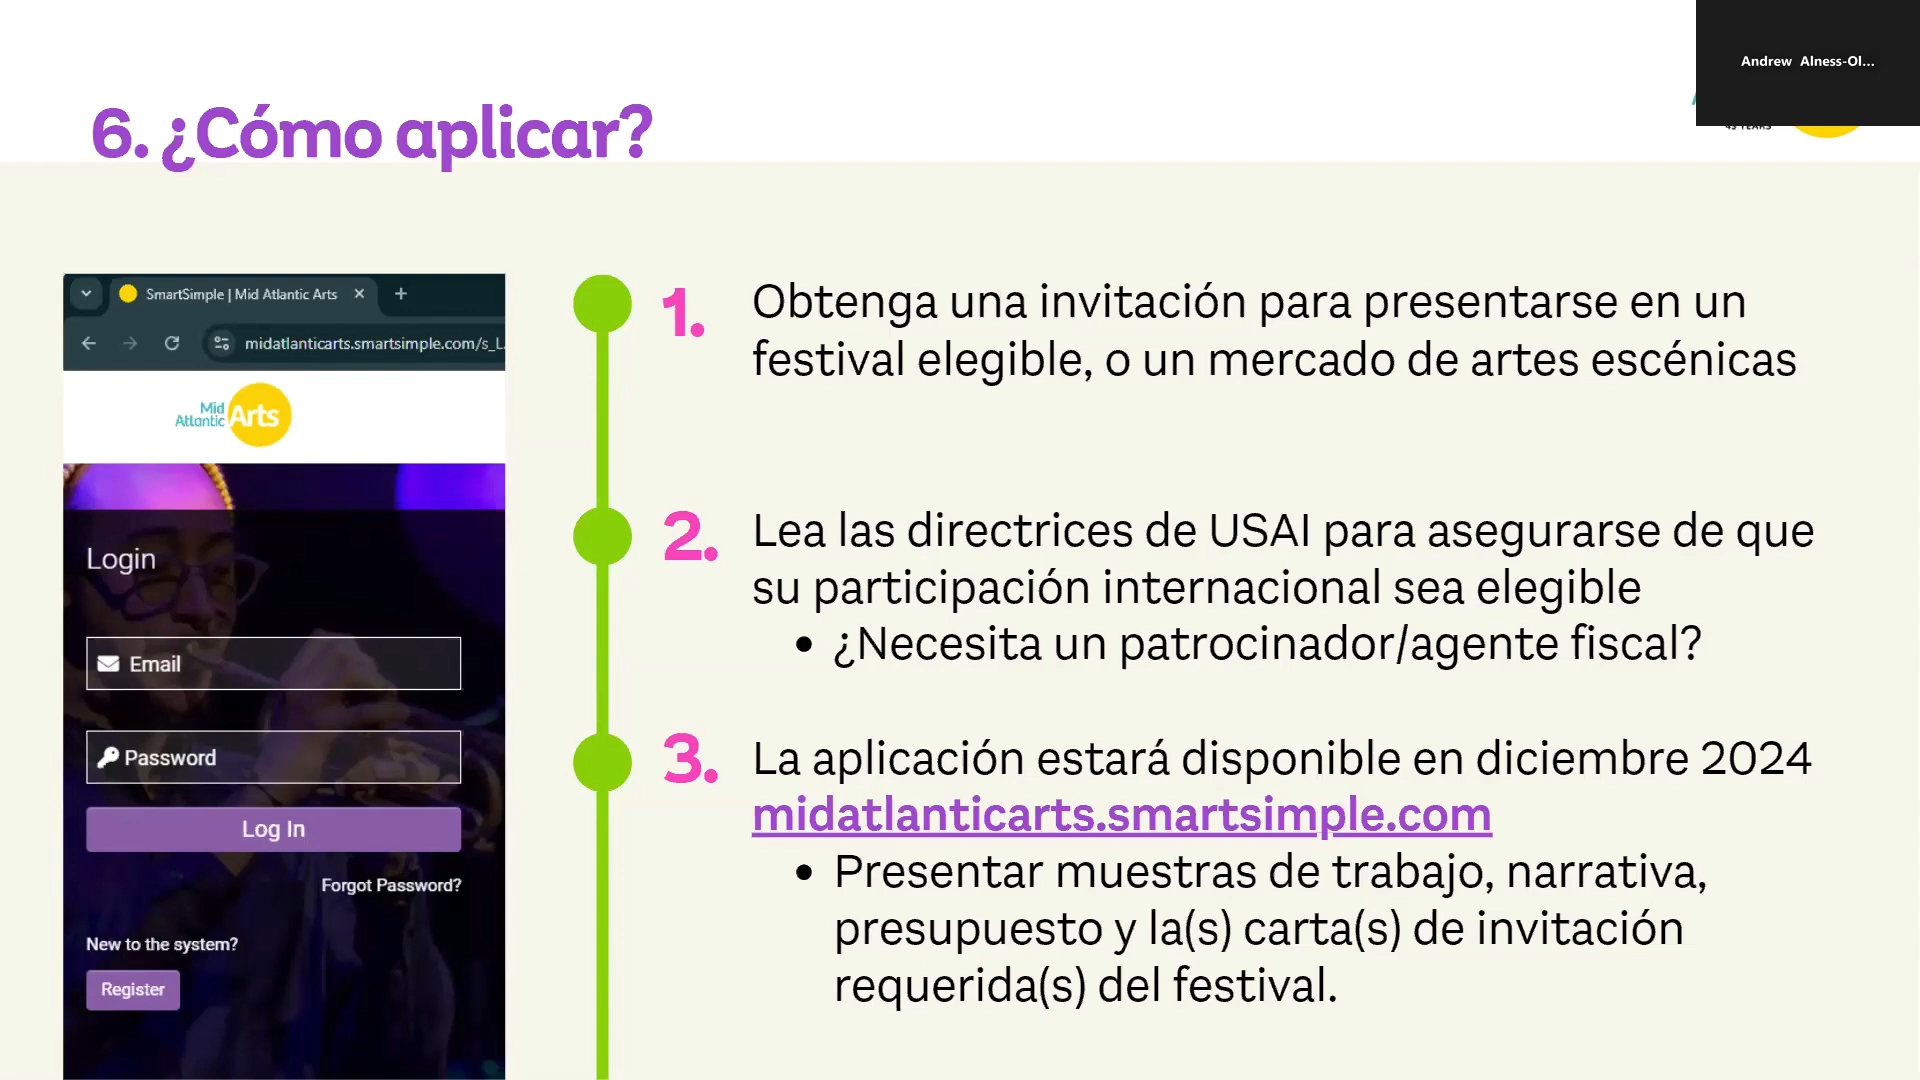 Andrew Alness-Ol...
45 YEARS
6. ¿Cómo aplicar?
SmartSimple | Mid Atlantic Arts
midatlanticarts.smartsimple.com/s_L
Mid
Atlantic Arts
Login
Email
Password
Log In
Forgot Password?
New to the system?
Register
1. Obtenga una invitación para presentarse en un
festival elegible, o un mercado de artes escénicas
2. Lea las directrices de USAI para asegurarse de que
su participación internacional sea elegible
• ¿Necesita un patrocinador/agente fiscal?
3. La aplicación estará disponible en diciembre 2024
midatlanticarts.smartsimple.com
• Presentar muestras de trabajo, narrativa,
presupuesto y la(s) carta(s) de invitación
requerida(s) del festival.